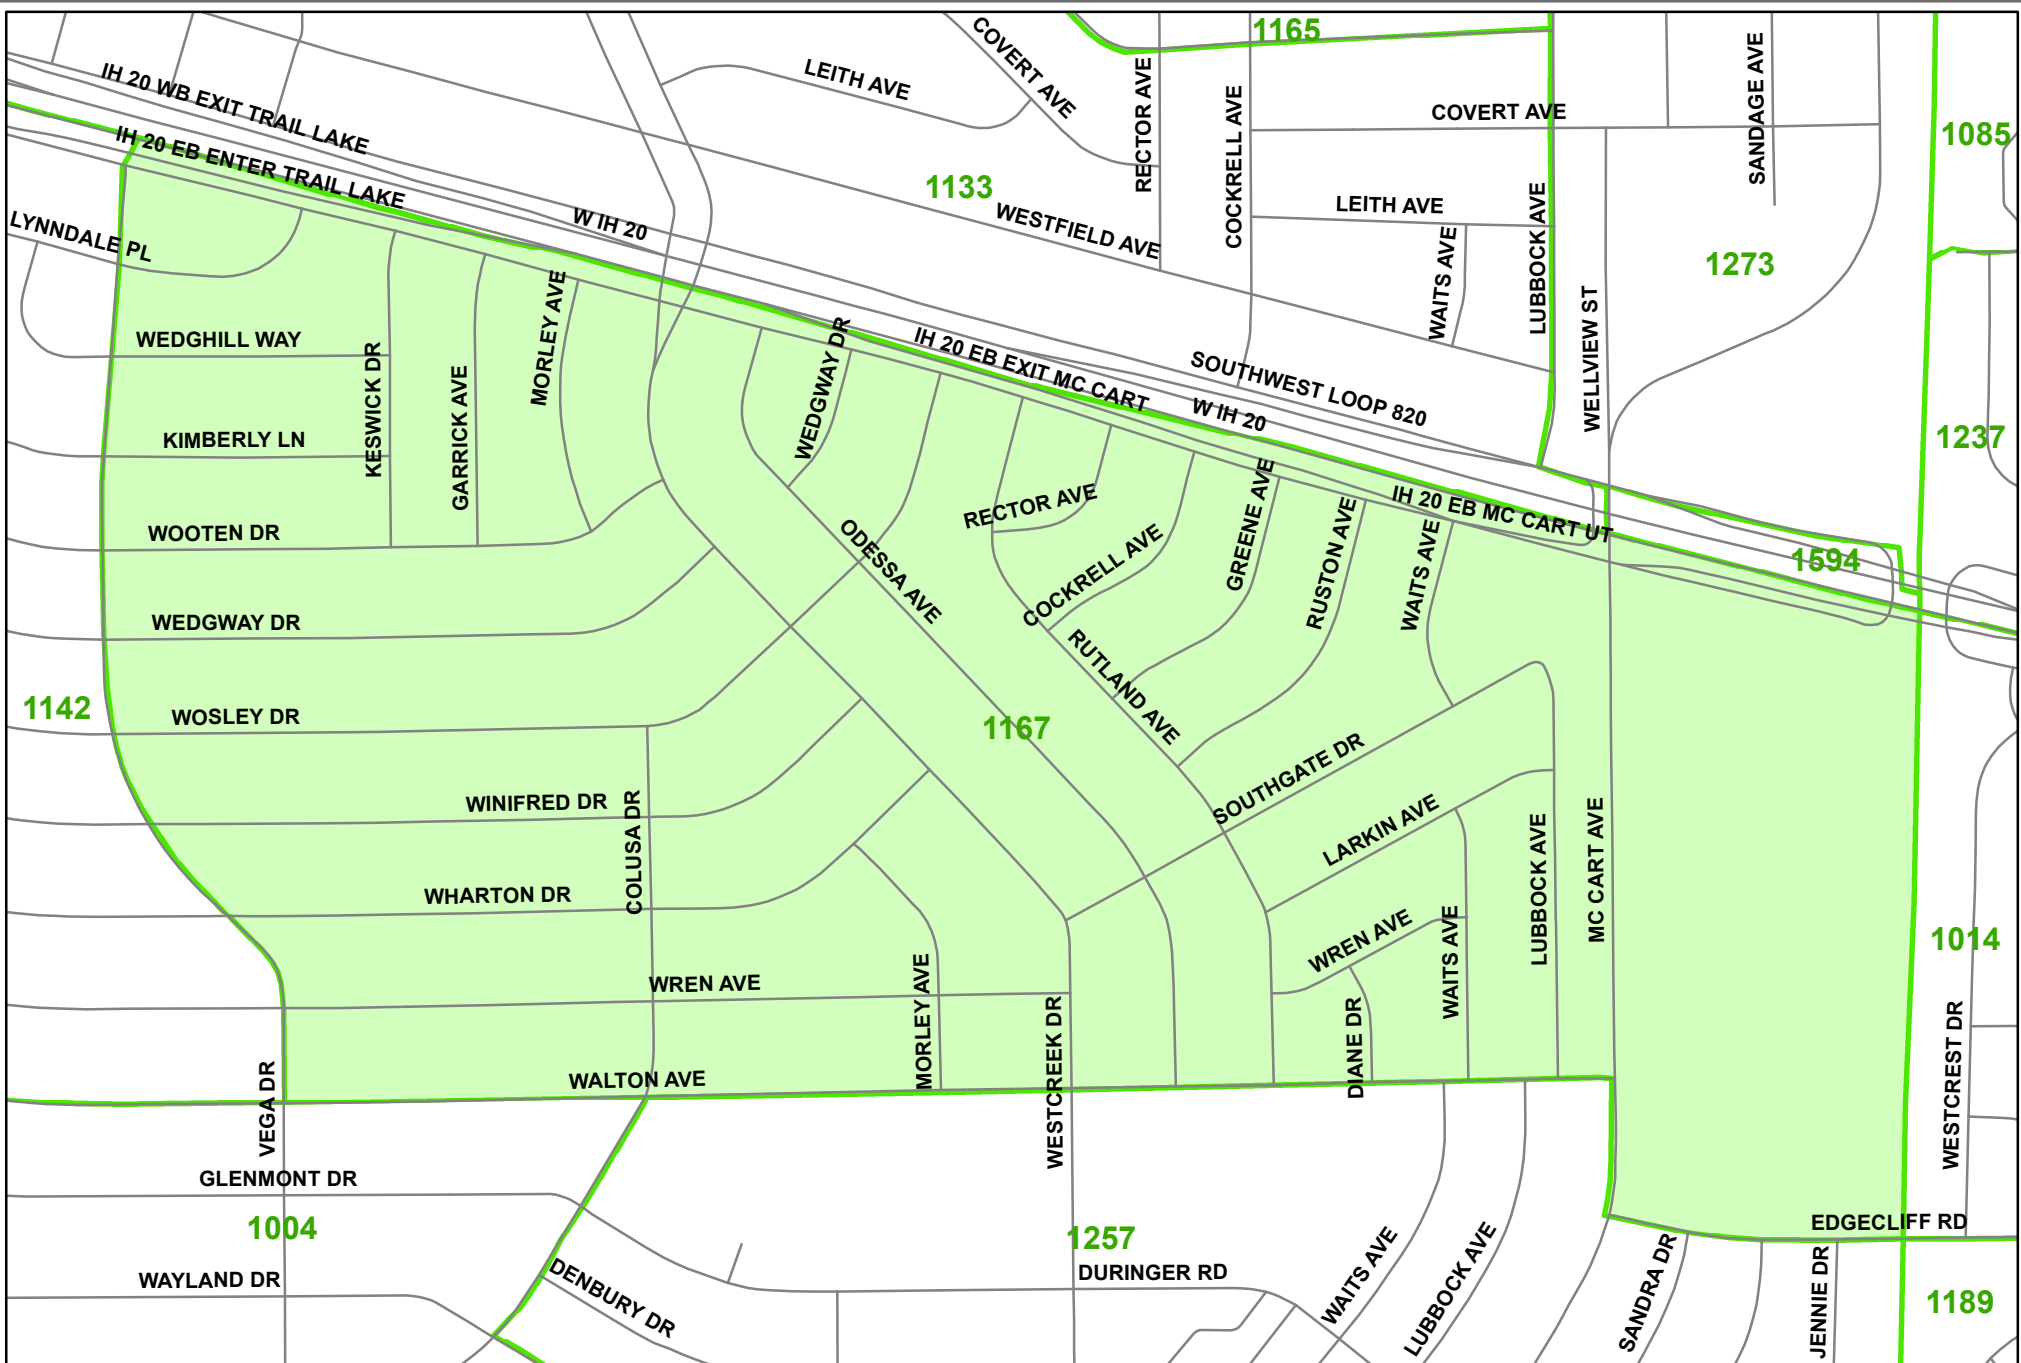 1165
COVERT AVE
LEITH AVE
RECTOR AVE
COCKRELL AVE
COVERT AVE
SANDAGE AVE
1085
IH 20 WB EXIT TRAIL LAKE
IH 20 EB ENTER TRAIL LAKE
1133
LEITH AVE
LUBBOCK AVE
LYNNDALE PL
W IH 20
WESTFIELD AVE
WAITS AVE
1273
MORLEY AVE
WELLVIEW ST
WEDGHILL WAY
WEDGWAY DR
IH 20 EB EXIT MC CART
SOUTHWEST LOOP 820
W IH 20
KESWICK DR
GARRICK AVE
KIMBERLY LN
1237
RECTOR AVE
GREENE AVE
IH 20 EB MC CART UT
WOOTEN DR
ODESSA AVE
COCKRELL AVE
RUSTON AVE
WAITS AVE
1594
WEDGWAY DR
RUTLAND AVE
1142
WOSLEY DR
1167
SOUTHGATE DR
WINIFRED DR
COLUSA DR
LARKIN AVE
LUBBOCK AVE
MC CART AVE
WHARTON DR
WREN AVE
WAITS AVE
1014
WREN AVE
MORLEY AVE
WESTCREEK DR
DIANE DR
WESTCREST DR
VEGA DR
WALTON AVE
GLENMONT DR
1004
1257
EDGECLIFF RD
WAYLAND DR
DENBURY DR
DURINGER RD
WAITS AVE
LUBBOCK AVE
SANDRA DR
JENNIE DR
1189